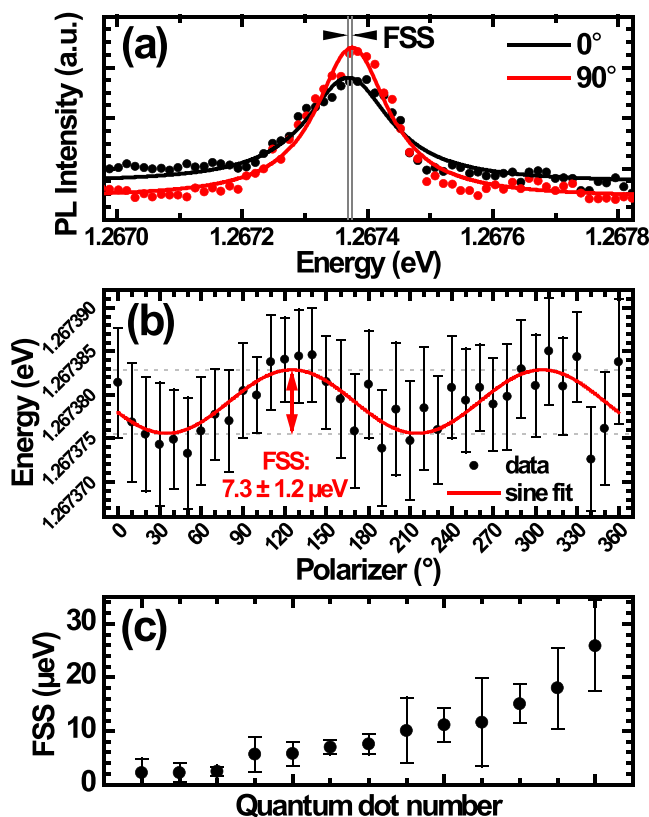 (a)
FSS
0°
90°
PL Intensity (a.u.)
1.2670 1.2672 1.2674 1.2676 1.2678
Energy (eV)
(b)
1.267390
1.267385
1.267380
1.267375
1.267370
Energy (eV)
FSS:
7.3 ± 1.2 µeV
data
sine fit
0 30 60 90 120 150 180 210 240 270 300 330 360
Polarizer (°)
(c)
30
20
10
0
FSS (µeV)
Quantum dot number